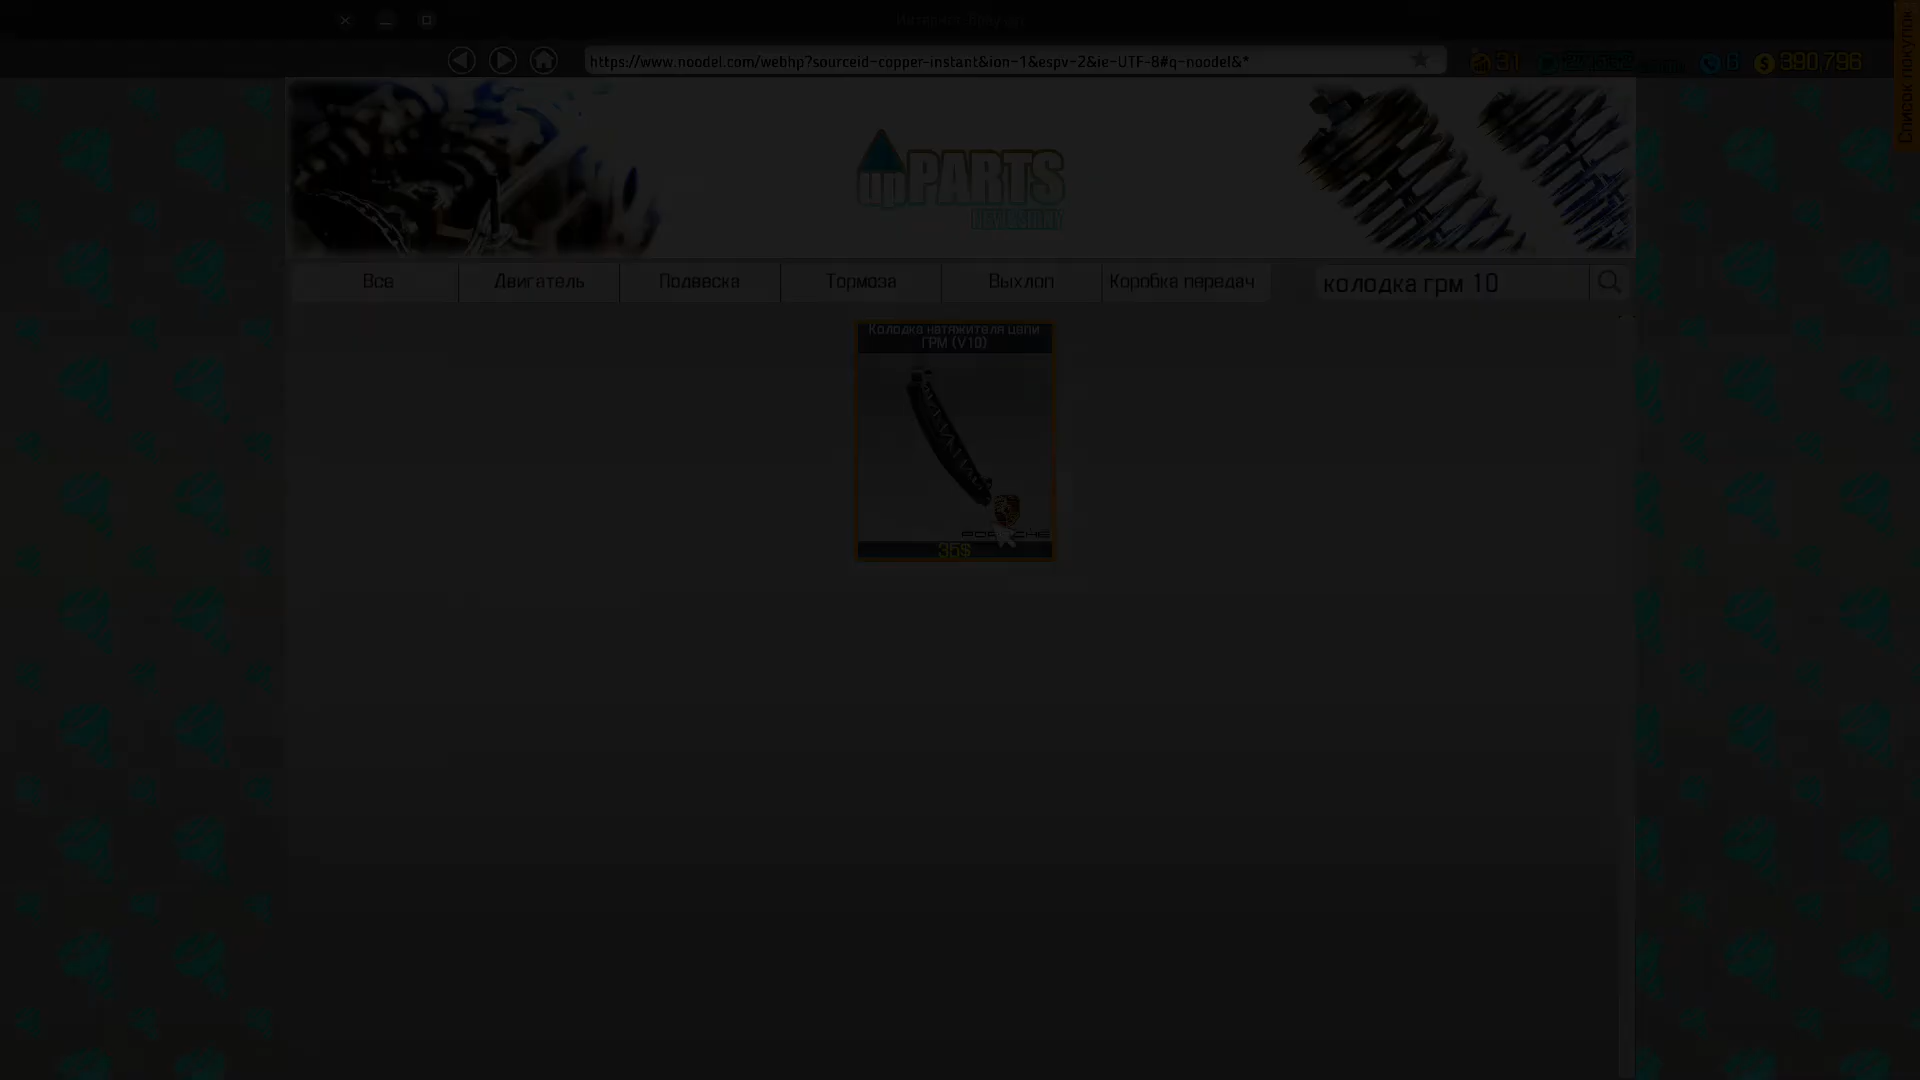 https://www.noodel.com/webhp?sourceid-copper-instant&ion-1&espv-2&ie-UTF-8#q-noodel&*
31
6
390,796
Список покупок
upPARTS
Все
Двигатель
Подвеска
Тормоза
Выхлоп
Коробка передач
колодка грм 10
Колодка натяжителя цепи
ГРМ (V10)
PORSCHE
35$